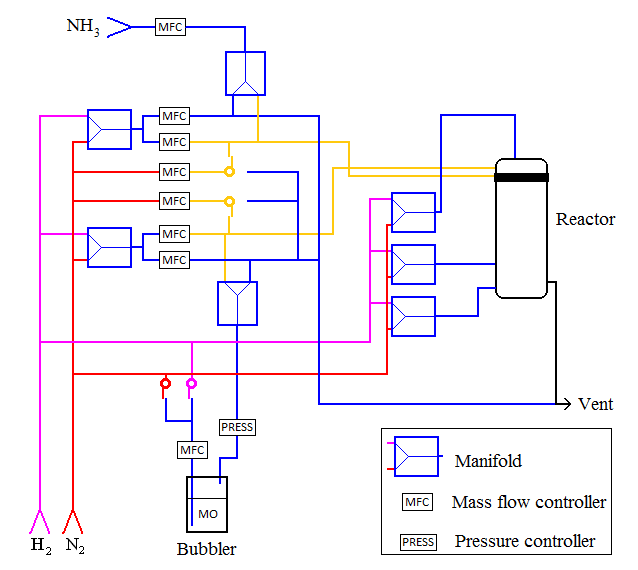 NH3
MFC
MFC
MFC
MFC
MFC
MFC
MFC
Reactor
Vent
PRESS
MFC
MO
Bubbler
H2
N2
Manifold
MFC
Mass flow controller
PRESS
Pressure controller